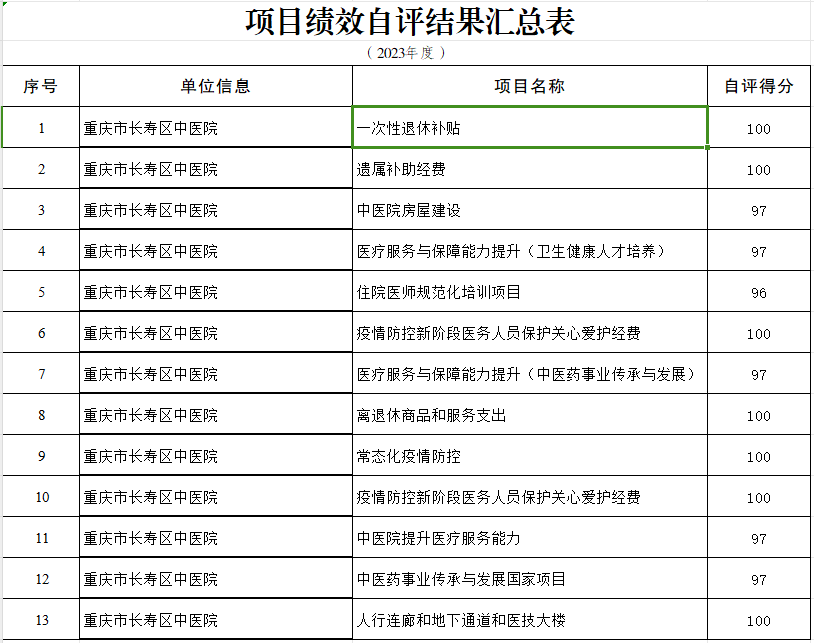 项目绩效自评结果汇总表
（2023年度）
序号 单位信息 项目名称 自评得分
1 重庆市长寿区中医院 一次性退休补贴 100
2 重庆市长寿区中医院 遗属补助经费 100
3 重庆市长寿区中医院 中医院房屋建设 97
4 重庆市长寿区中医院 医疗服务与保障能力提升（卫生健康人才培养） 97
5 重庆市长寿区中医院 住院医师规范化培训项目 96
6 重庆市长寿区中医院 疫情防控新阶段医务人员保护关心爱护经费 100
7 重庆市长寿区中医院 医疗服务与保障能力提升（中医药事业传承与发展） 97
8 重庆市长寿区中医院 离退休商品和服务支出 100
9 重庆市长寿区中医院 常态化疫情防控 100
10 重庆市长寿区中医院 疫情防控新阶段医务人员保护关心爱护经费 100
11 重庆市长寿区中医院 中医院提升医疗服务能力 97
12 重庆市长寿区中医院 中医药事业传承与发展国家项目 97
13 重庆市长寿区中医院 人行连廊和地下通道和医技大楼 100